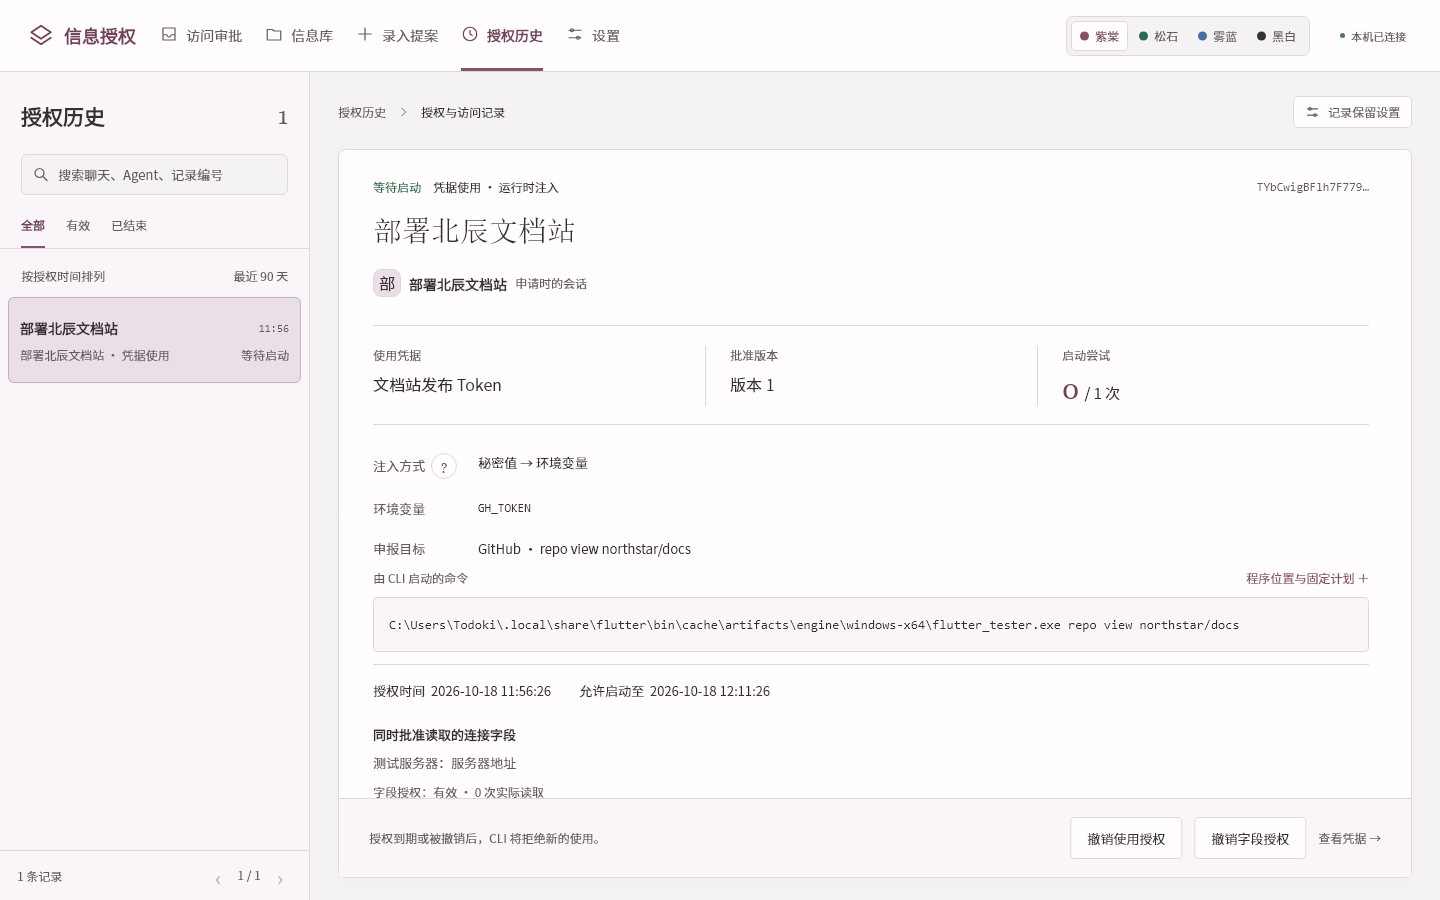 信息授权
访问审批
信息库
录入提案
授权历史
设置
紫棠
松石
雾蓝
黑白
本机已连接
授权历史
1
搜索聊天、Agent、记录编号
全部
有效
已结束
按授权时间排列
最近 90 天
部署北辰文档站
11:56
部署北辰文档站 · 凭据使用
等待启动
1 条记录
1 / 1
授权历史
授权与访问记录
记录保留设置
等待启动
凭据使用 · 运行时注入
TYbCwigBFlh7F779…
部署北辰文档站
部
部署北辰文档站
申请时的会话
使用凭据
文档站发布 Token
批准版本
版本 1
启动尝试
0 / 1 次
注入方式
?
秘密值 → 环境变量
环境变量
GH_TOKEN
申报目标
GitHub · repo view northstar/docs
由 CLI 启动的命令
程序位置与固定计划 +
C:\Users\Todoki\.local\share\flutter\bin\cache\artifacts\engine\windows-x64\flutter_tester.exe repo view northstar/docs
授权时间 2026-10-18 11:56:26
允许启动至 2026-10-18 12:11:26
同时批准读取的连接字段
测试服务器：服务器地址
字段授权：有效 · 0 次实际读取
授权到期或被撤销后，CLI 将拒绝新的使用。
撤销使用授权
撤销字段授权
查看凭据 →